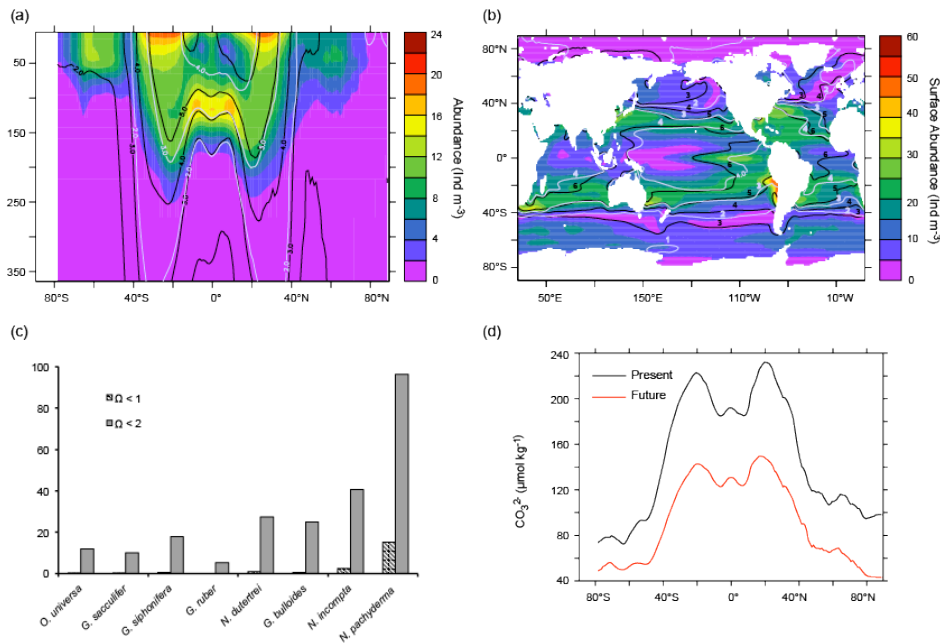 (a)
24
20
16
12
8
4
0
Abundance (Ind m⁻³)
50
150
250
350
80°S 40°S 0° 40°N 80°N
(b)
80°N
40°N
0°
40°S
80°S
50°E 150°E 110°W 10°W
60
50
40
30
20
10
0
Surface Abundance (Ind m⁻³)
(c)
100
80
60
40
20
0
Ω < 1
Ω < 2
O. universa
G. sacculifer
G. siphonifera
G. ruber
N. dutertrei
G. bulloides
N. incompta
N. pachyderma
(d)
240
200
160
120
80
40
CO₃²⁻ (μmol kg⁻¹)
Present
Future
80°S 40°S 0° 40°N 80°N